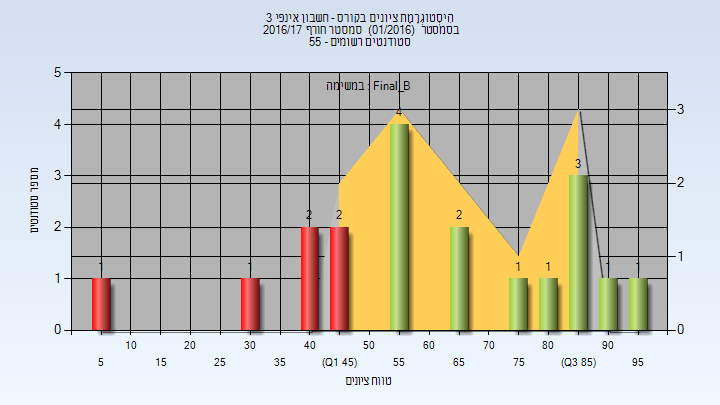 הִיסְטוֹגְרָמַת ציונים בקורס - חשבון אינפי 3
בסמסטר (01/2016) סמסטר חורף 2016/17
סטודנטים רשומים - 55
במשימה : Final_B
מספר סטודנטים
5
4
3
2
1
0
3
2
1
0
1
1
2
2
4
2
1
1
3
1
1
10 20 30 40 50 60 70 80 90
5 15 25 35 (Q1 45) 55 65 75 (Q3 85) 95
טווח ציונים